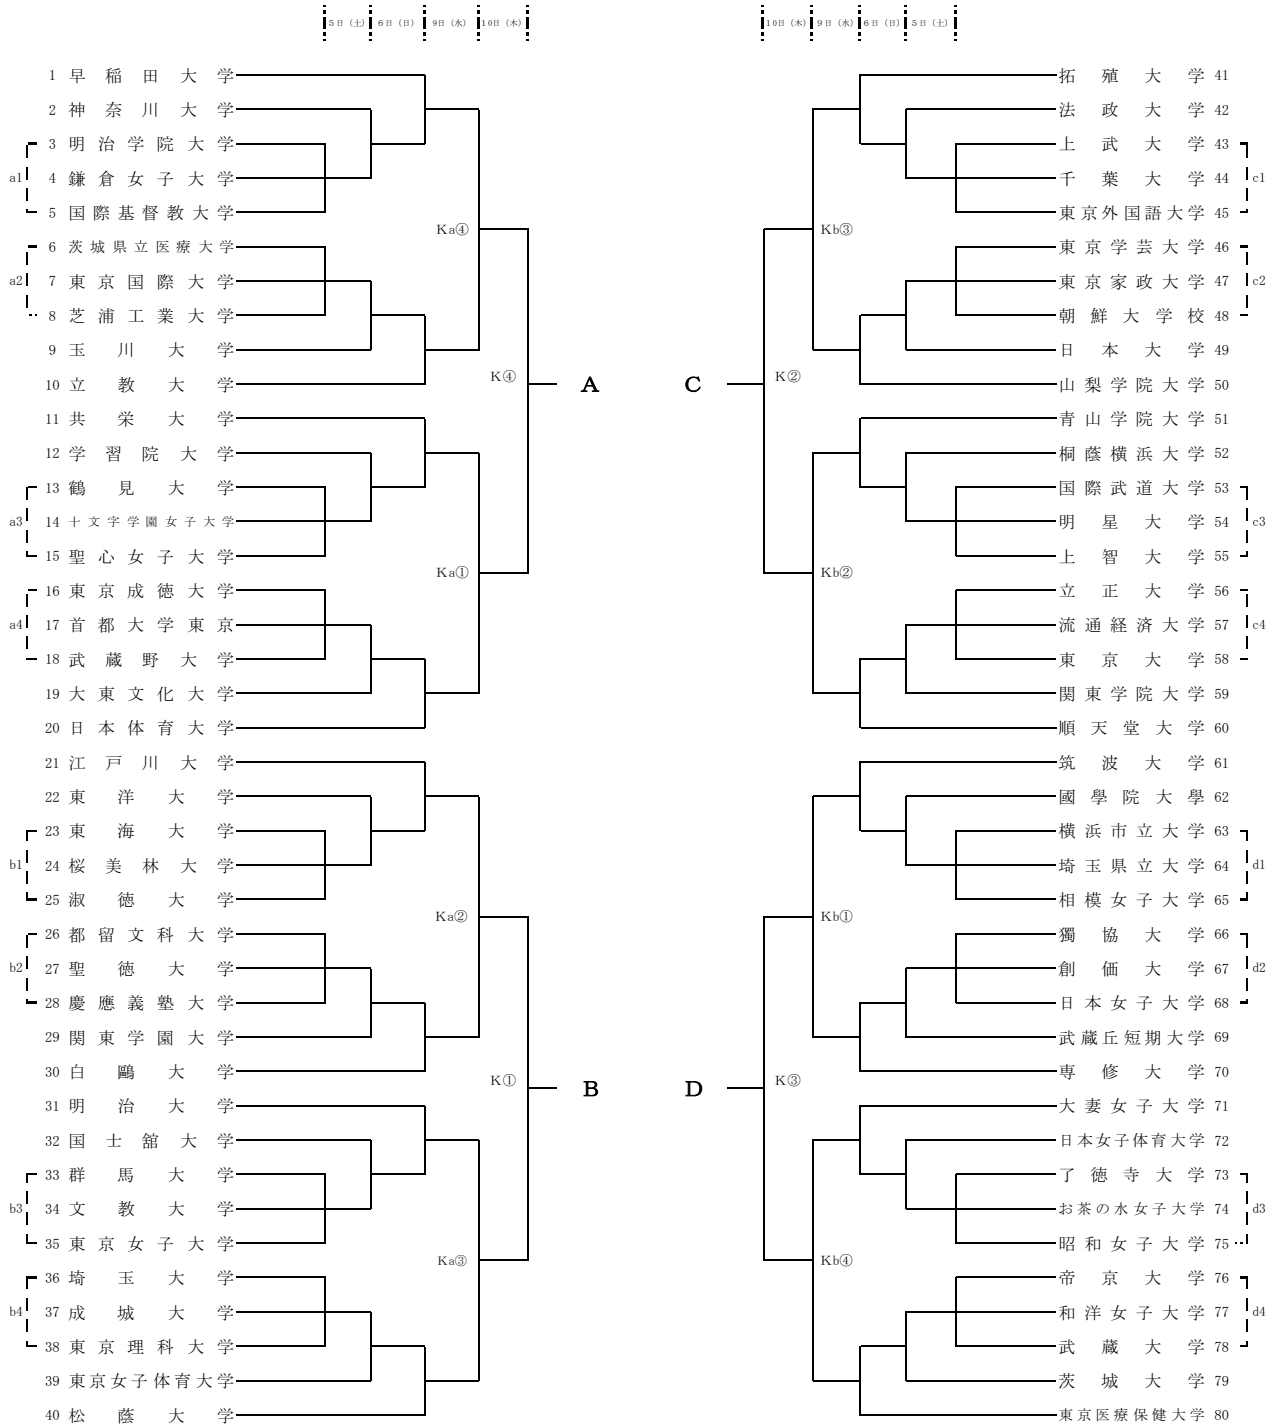 5日（土） 6日（日） 9日（水） 10日（木）
10日（木） 9日（水） 6日（日） 5日（土）
1 早稲田大学
2 神奈川大学
3 明治学院大学
a1 4 鎌倉女子大学
5 国際基督教大学
Ka④
6 茨城県立医療大学
a2 7 東京国際大学
8 芝浦工業大学
9 玉川大学
10 立教大学
K④ A
11 共栄大学
12 学習院大学
13 鶴見大学
a3 14 十文字学園女子大学
15 聖心女子大学
Ka①
16 東京成徳大学
a4 17 首都大学東京
18 武蔵野大学
19 大東文化大学
20 日本体育大学
21 江戸川大学
22 東洋大学
23 東海大学
b1 24 桜美林大学
25 淑徳大学
Ka②
26 都留文科大学
b2 27 聖徳大学
28 慶應義塾大学
29 関東学園大学
30 白鷗大学
K① B
31 明治大学
32 国士舘大学
33 群馬大学
b3 34 文教大学
35 東京女子大学
Ka③
36 埼玉大学
b4 37 成城大学
38 東京理科大学
39 東京女子体育大学
40 松蔭大学
拓殖大学 41
法政大学 42
上武大学 43
千葉大学 44 c1
東京外国語大学 45
Kb③
東京学芸大学 46
東京家政大学 47 c2
朝鮮大学校 48
日本大学 49
山梨学院大学 50
C K②
青山学院大学 51
桐蔭横浜大学 52
国際武道大学 53
明星大学 54 c3
上智大学 55
Kb②
立正大学 56
流通経済大学 57 c4
東京大学 58
関東学院大学 59
順天堂大学 60
筑波大学 61
國學院大學 62
横浜市立大学 63
埼玉県立大学 64 d1
相模女子大学 65
Kb①
獨協大学 66
創価大学 67 d2
日本女子大学 68
武蔵丘短期大学 69
専修大学 70
D K③
大妻女子大学 71
日本女子体育大学 72
了徳寺大学 73
お茶の水女子大学 74 d3
昭和女子大学 75
Kb④
帝京大学 76
和洋女子大学 77 d4
武蔵大学 78
茨城大学 79
東京医療保健大学 80